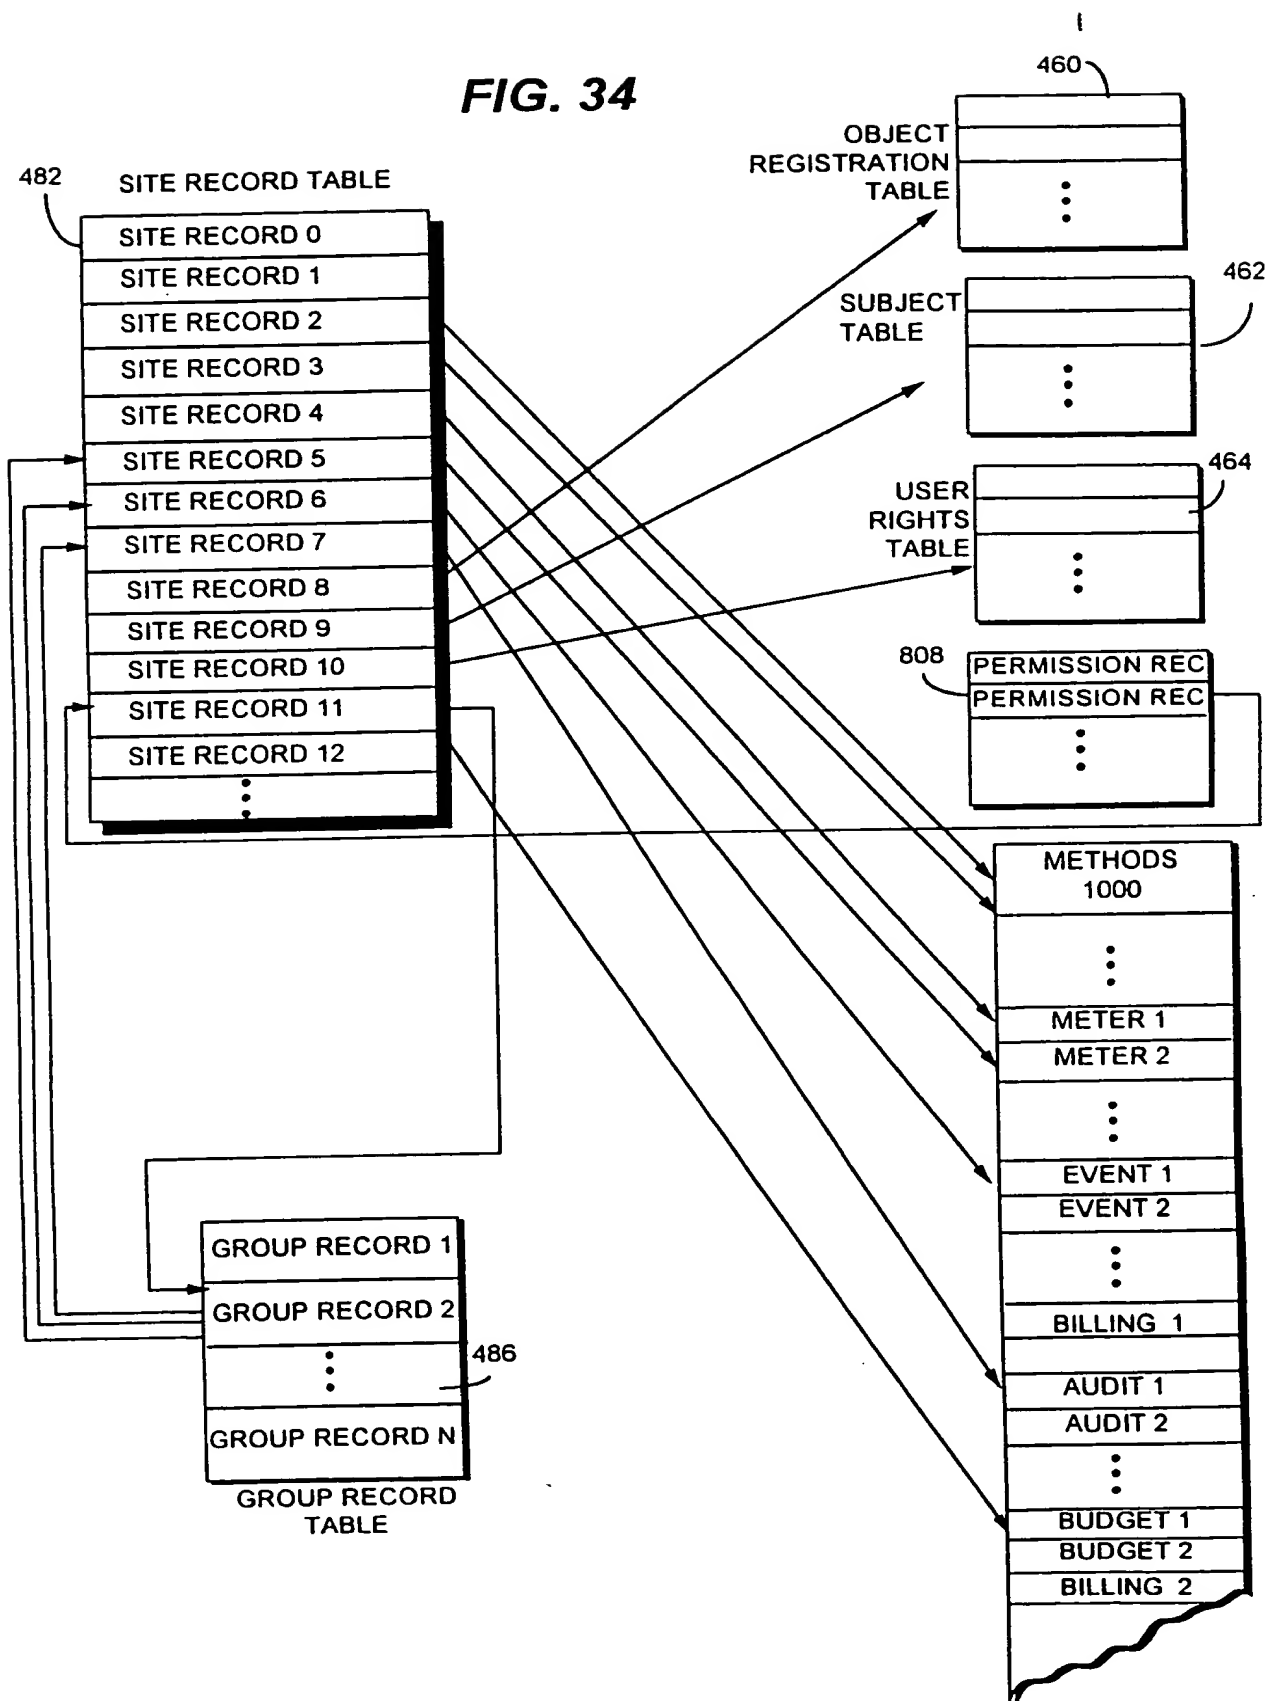 FIG. 34
460
OBJECT
REGISTRATION
TABLE
482
SITE RECORD TABLE
SITE RECORD 0
SITE RECORD 1
SITE RECORD 2
SITE RECORD 3
SITE RECORD 4
SITE RECORD 5
SITE RECORD 6
SITE RECORD 7
SITE RECORD 8
SITE RECORD 9
SITE RECORD 10
SITE RECORD 11
SITE RECORD 12
SUBJECT
TABLE
462
USER
RIGHTS
TABLE
464
808
PERMISSION REC
PERMISSION REC
METHODS
1000
METER 1
METER 2
EVENT 1
EVENT 2
BILLING 1
AUDIT 1
AUDIT 2
BUDGET 1
BUDGET 2
BILLING 2
GROUP RECORD 1
GROUP RECORD 2
486
GROUP RECORD N
GROUP RECORD
TABLE